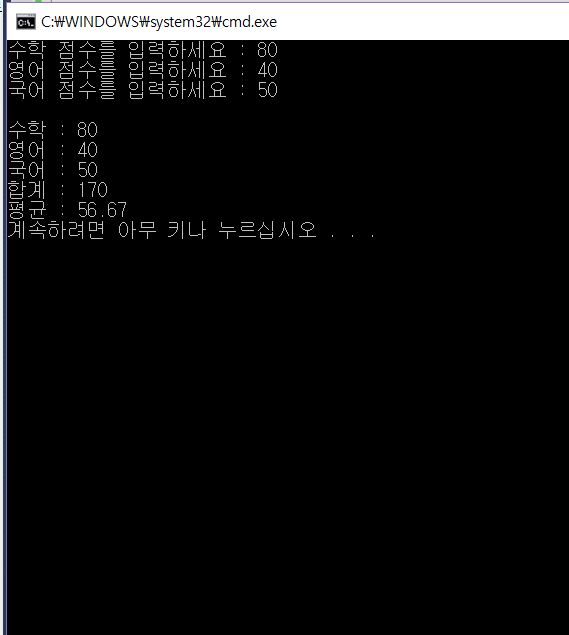 C:₩WINDOWS₩system32₩cmd.exe
수학 점수를 입력하세요 : 80
영어 점수를 입력하세요 : 40
국어 점수를 입력하세요 : 50
수학 : 80
영어 : 40
국어 : 50
합계 : 170
평균 : 56.67
계속하려면 아무 키나 누르십시오 . . .